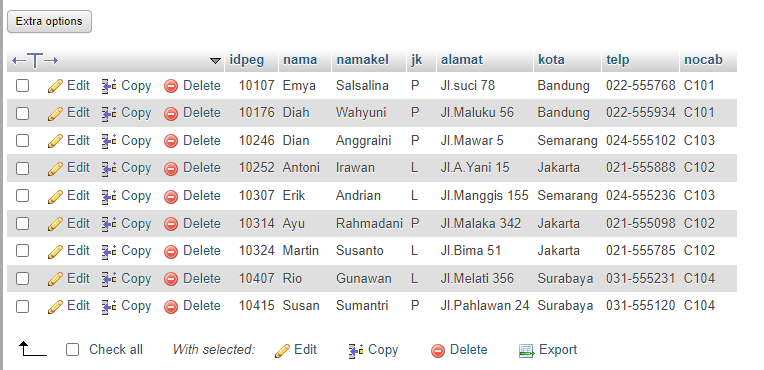 Extra options
idpeg nama namakel jk alamat kota telp nocab
Edit Copy Delete 10107 Emya Salsalina P Jl.suci 78 Bandung 022-555768 C101
Edit Copy Delete 10176 Diah Wahyuni P Jl.Maluku 56 Bandung 022-555934 C101
Edit Copy Delete 10246 Dian Anggraini P Jl.Mawar 5 Semarang 024-555102 C103
Edit Copy Delete 10252 Antoni Irawan L Jl.A.Yani 15 Jakarta 021-555888 C102
Edit Copy Delete 10307 Erik Andrian L Jl.Manggis 155 Semarang 024-555236 C103
Edit Copy Delete 10314 Ayu Rahmadani P Jl.Malaka 342 Jakarta 021-555098 C102
Edit Copy Delete 10324 Martin Susanto L Jl.Bima 51 Jakarta 021-555785 C102
Edit Copy Delete 10407 Rio Gunawan L Jl.Melati 356 Surabaya 031-555231 C104
Edit Copy Delete 10415 Susan Sumantri P Jl.Pahlawan 24 Surabaya 031-555120 C104
Check all With selected: Edit Copy Delete Export